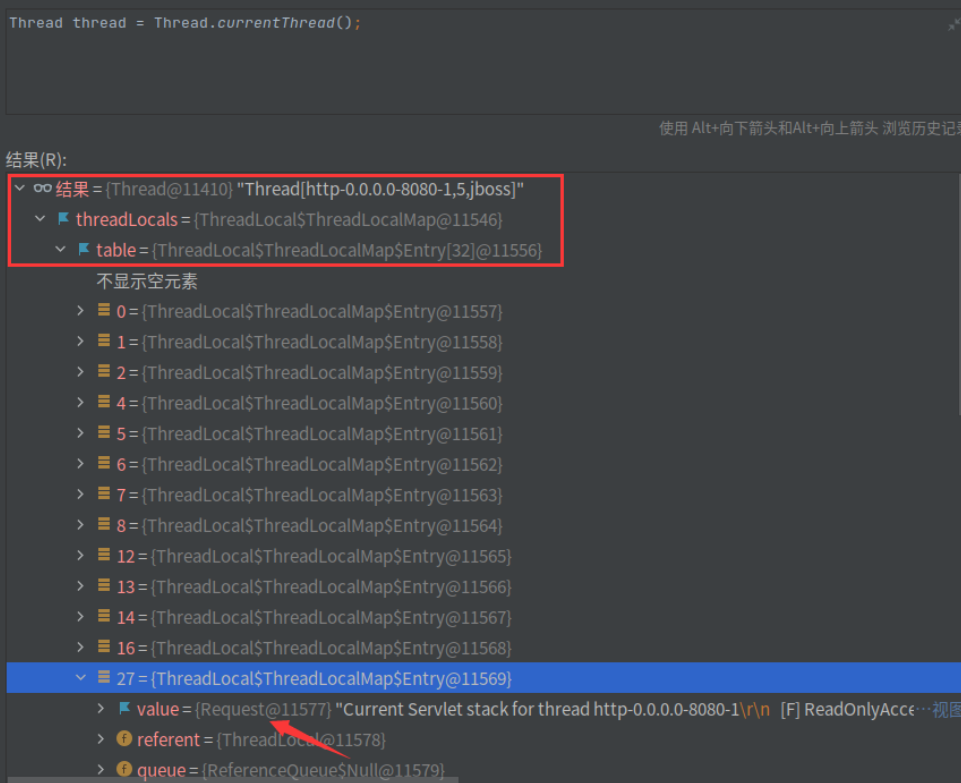 Thread thread = Thread.currentThread();
使用 Alt+向下箭头和Alt+向上箭头 浏览历史记录
结果(R):
结果 = {Thread@11410} "Thread[http-0.0.0.0-8080-1,5,jboss]"
threadLocals = {ThreadLocal$ThreadLocalMap@11546}
table = {ThreadLocal$ThreadLocalMap$Entry[32]@11556}
不显示空元素
0 = {ThreadLocal$ThreadLocalMap$Entry@11557}
1 = {ThreadLocal$ThreadLocalMap$Entry@11558}
2 = {ThreadLocal$ThreadLocalMap$Entry@11559}
4 = {ThreadLocal$ThreadLocalMap$Entry@11560}
5 = {ThreadLocal$ThreadLocalMap$Entry@11561}
6 = {ThreadLocal$ThreadLocalMap$Entry@11562}
7 = {ThreadLocal$ThreadLocalMap$Entry@11563}
8 = {ThreadLocal$ThreadLocalMap$Entry@11564}
12 = {ThreadLocal$ThreadLocalMap$Entry@11565}
13 = {ThreadLocal$ThreadLocalMap$Entry@11566}
14 = {ThreadLocal$ThreadLocalMap$Entry@11567}
16 = {ThreadLocal$ThreadLocalMap$Entry@11568}
27 = {ThreadLocal$ThreadLocalMap$Entry@11569}
value = {Request@11577} "Current Servlet stack for thread http-0.0.0.0-8080-1\r\n [F] ReadOnlyAcce…视图
f referent = {ThreadLocal@11578}
f queue = {ReferenceQueue$Null@11579}